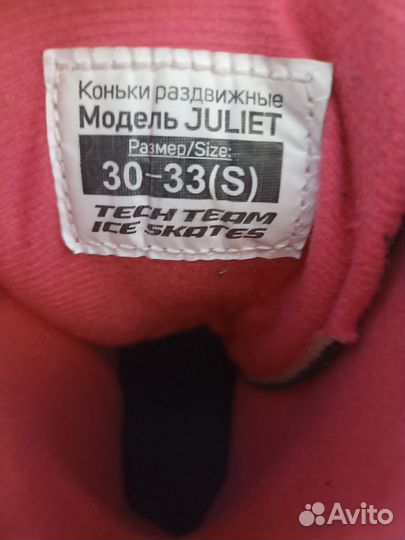 Коньки раздвижные
Модель JULIET
Размер/Size:
30-33(S)
TECH TEAM
ICE SKATES
Avito